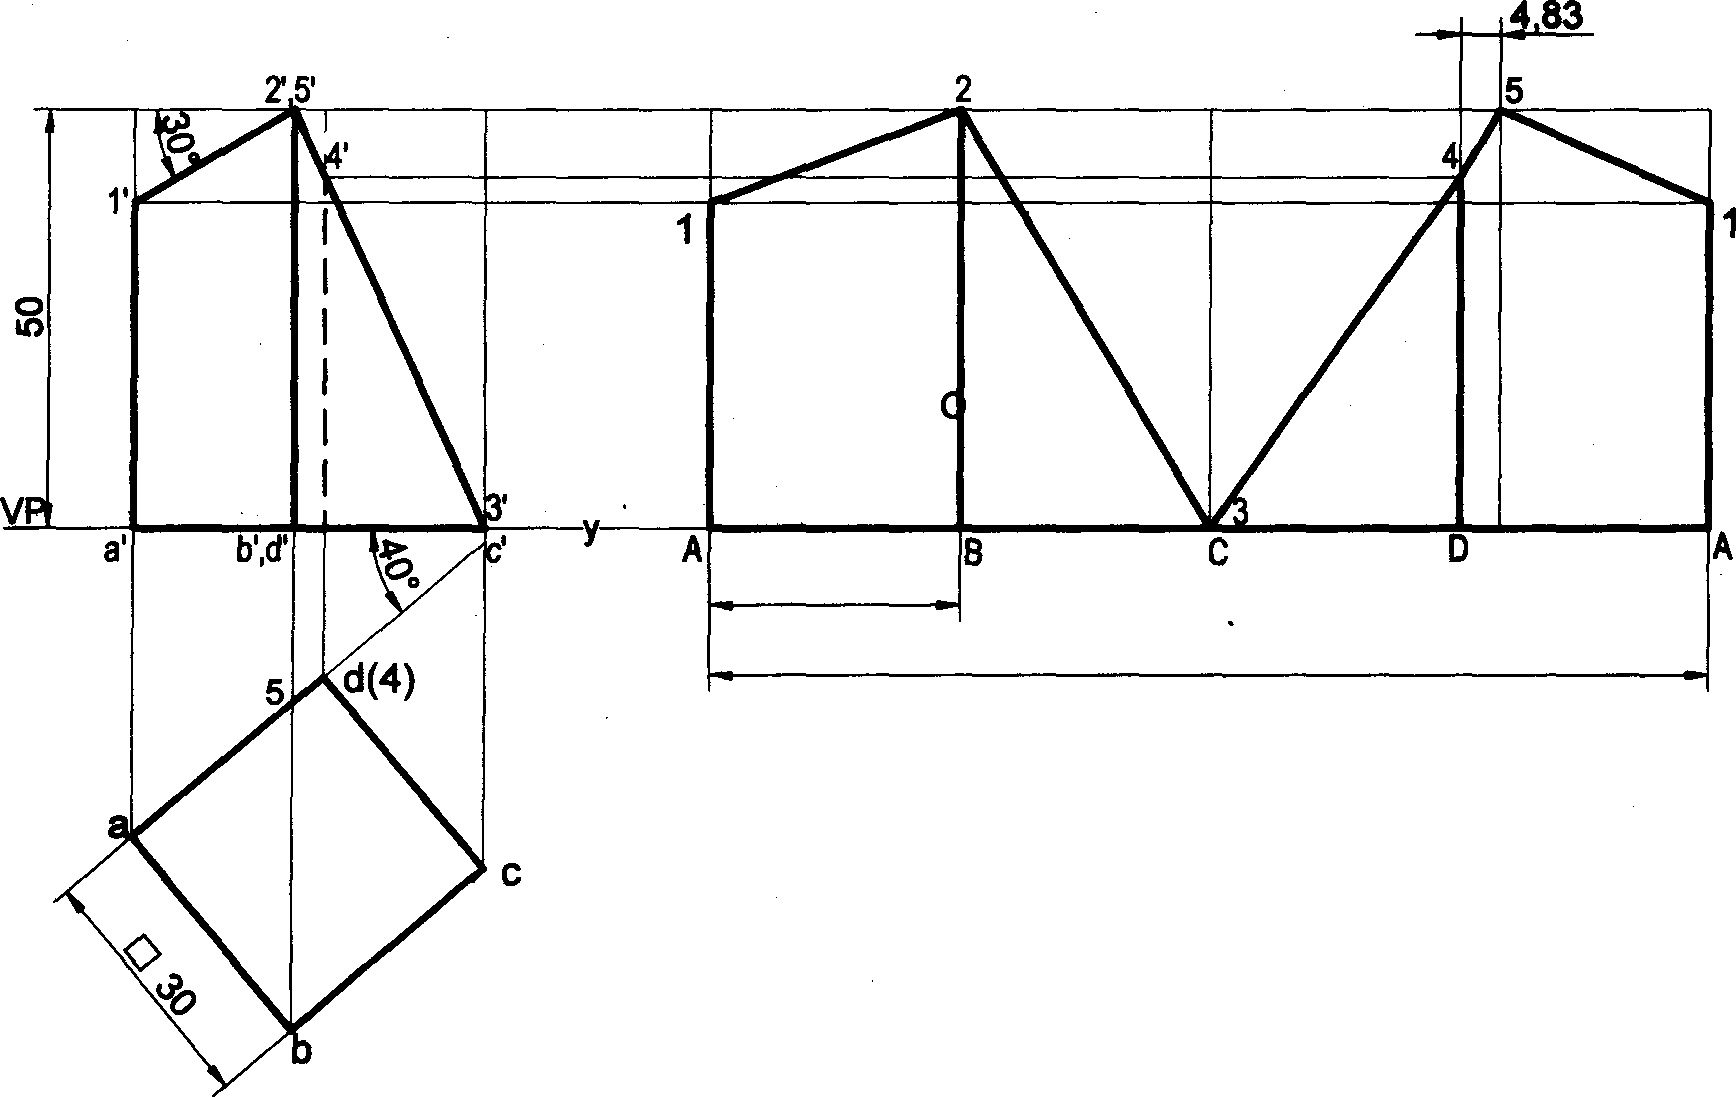 4,83
2',5'
2
5
30°
4'
4
1'
1
1
50
O
VP
3'
3
y
a'
b',d'
c'
A
B
C
D
A
40°
5
d(4)
a
c
□ 30
b